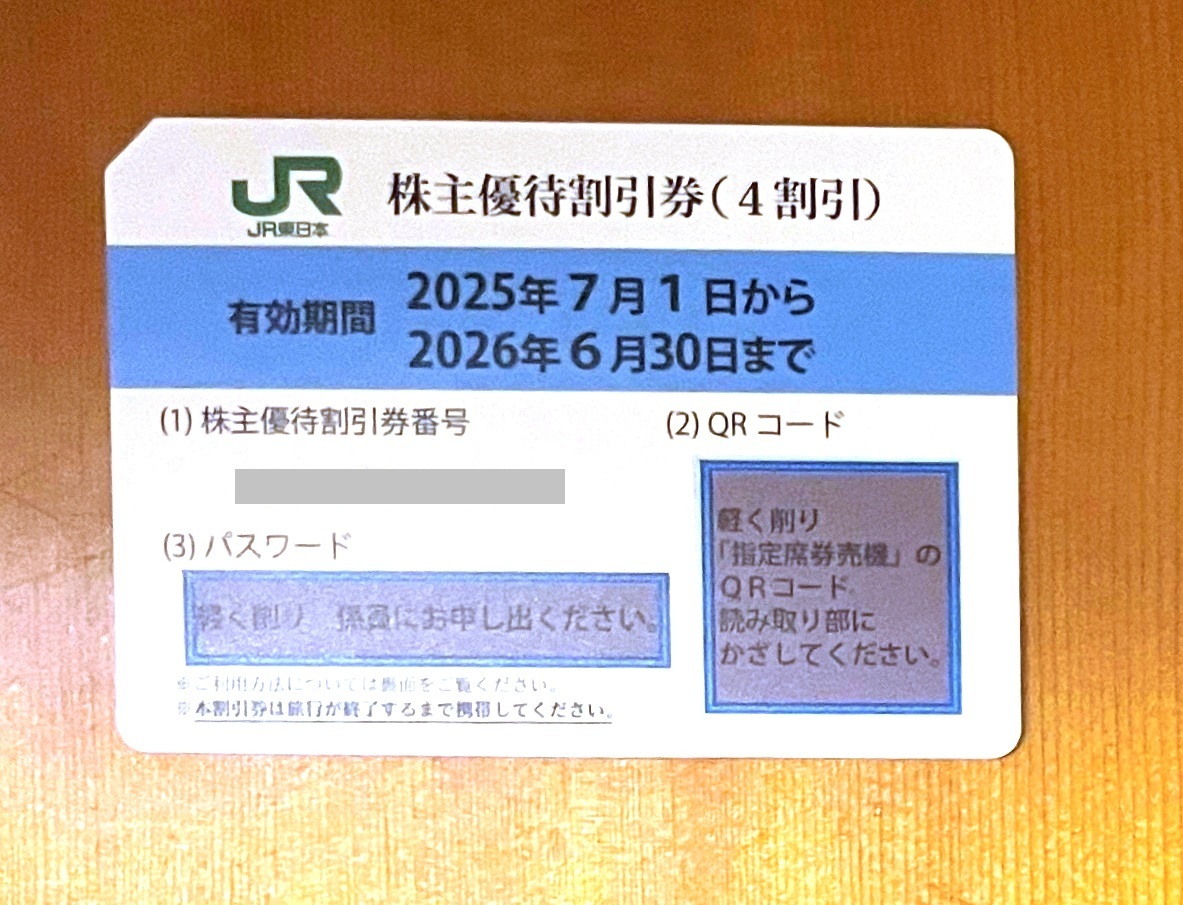 JR
JR東日本
株主優待割引券(４割引)
有効期間
2025年７月１日から
2026年６月30日まで
(1) 株主優待割引券番号
(2) QR コード
軽く削り
「指定席券売機」の
ＱＲコード
読み取り部に
かざしてください。
(3) パスワード
軽く削り　係員にお申し出ください。
※ご利用方法については裏面をご覧ください。
※本割引券は旅行が終了するまで携帯してください。